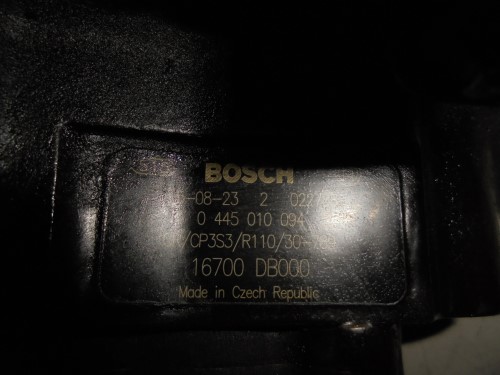 BOSCH
-08-23 2 022
0 445 010 094
/CP3S3/R110/30-
16700 DB000
Made in Czech Republic